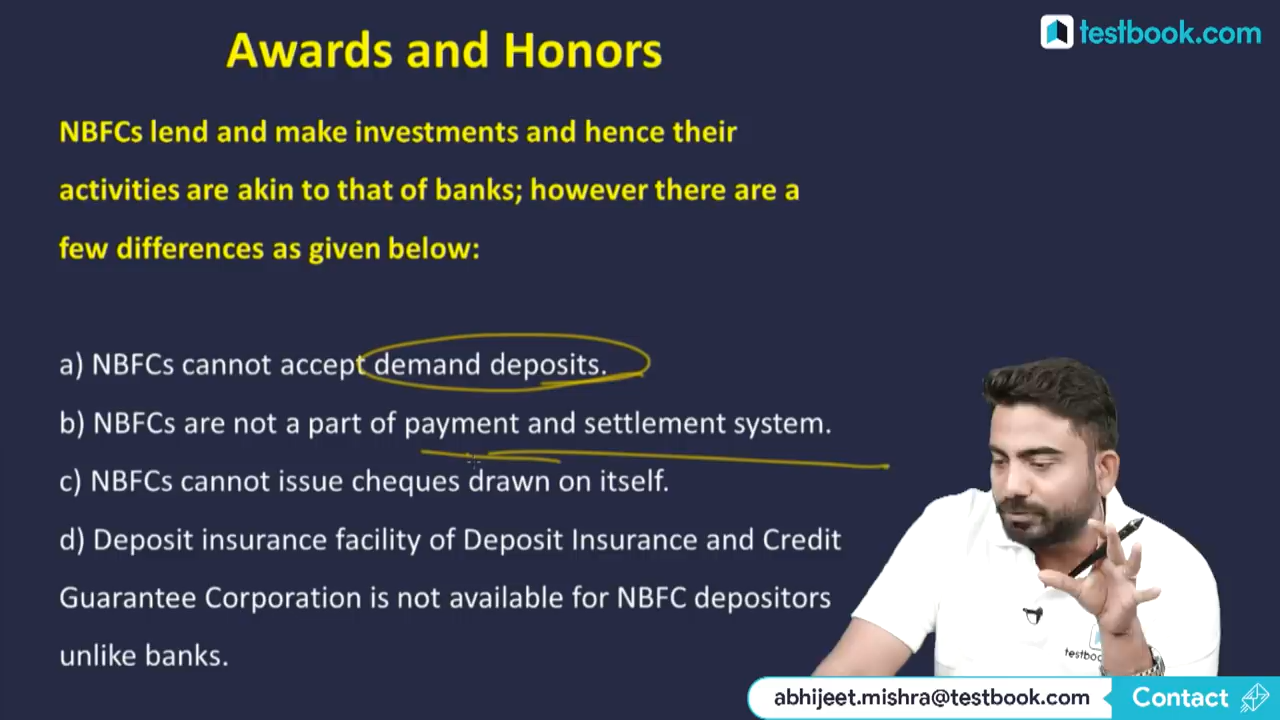 Awards and Honors
testbook.com
NBFCs lend and make investments and hence their
activities are akin to that of banks; however there are a
few differences as given below:
a) NBFCs cannot accept demand deposits.
b) NBFCs are not a part of payment and settlement system.
c) NBFCs cannot issue cheques drawn on itself.
d) Deposit insurance facility of Deposit Insurance and Credit
Guarantee Corporation is not available for NBFC depositors
unlike banks.
testbook
abhijeet.mishra@testbook.com
Contact